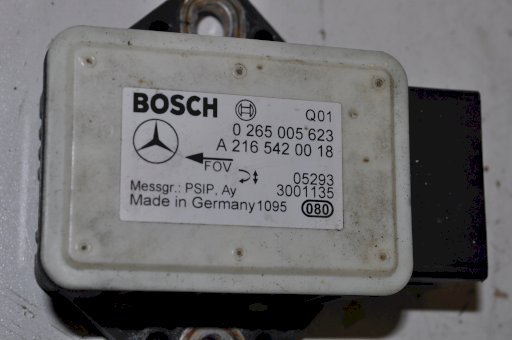 BOSCH Q01
0 265 005 623
A 216 542 00 18
FOV
05293
Messgr.: PSIP, Ay 3001135
Made in Germany 1095 080